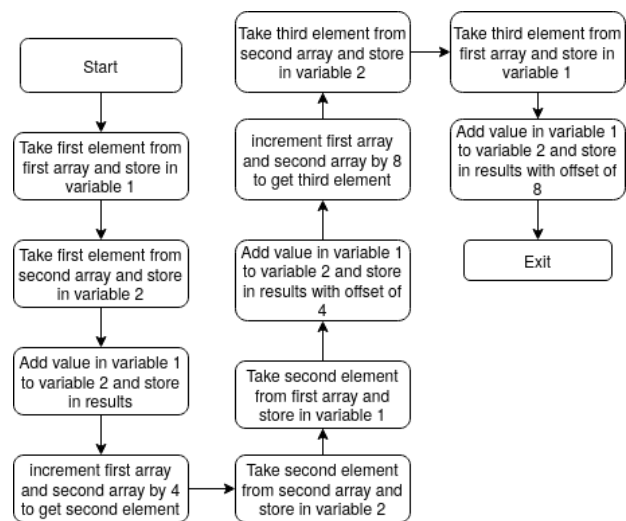 Start
Take first element from
first array and store in
variable 1
Take first element from
second array and store
in variable 2
Add value in variable 1
to variable 2 and store
in results
increment first array
and second array by 4
to get second element
Take second element
from second array and
store in variable 2
Take second element
from first array and
store in variable 1
Add value in variable 1
to variable 2 and store
in results with offset of
4
increment first array
and second array by 8
to get third element
Take third element from
second array and store
in variable 2
Take third element from
first array and store in
variable 1
Add value in variable 1
to variable 2 and store
in results with offset of
8
Exit